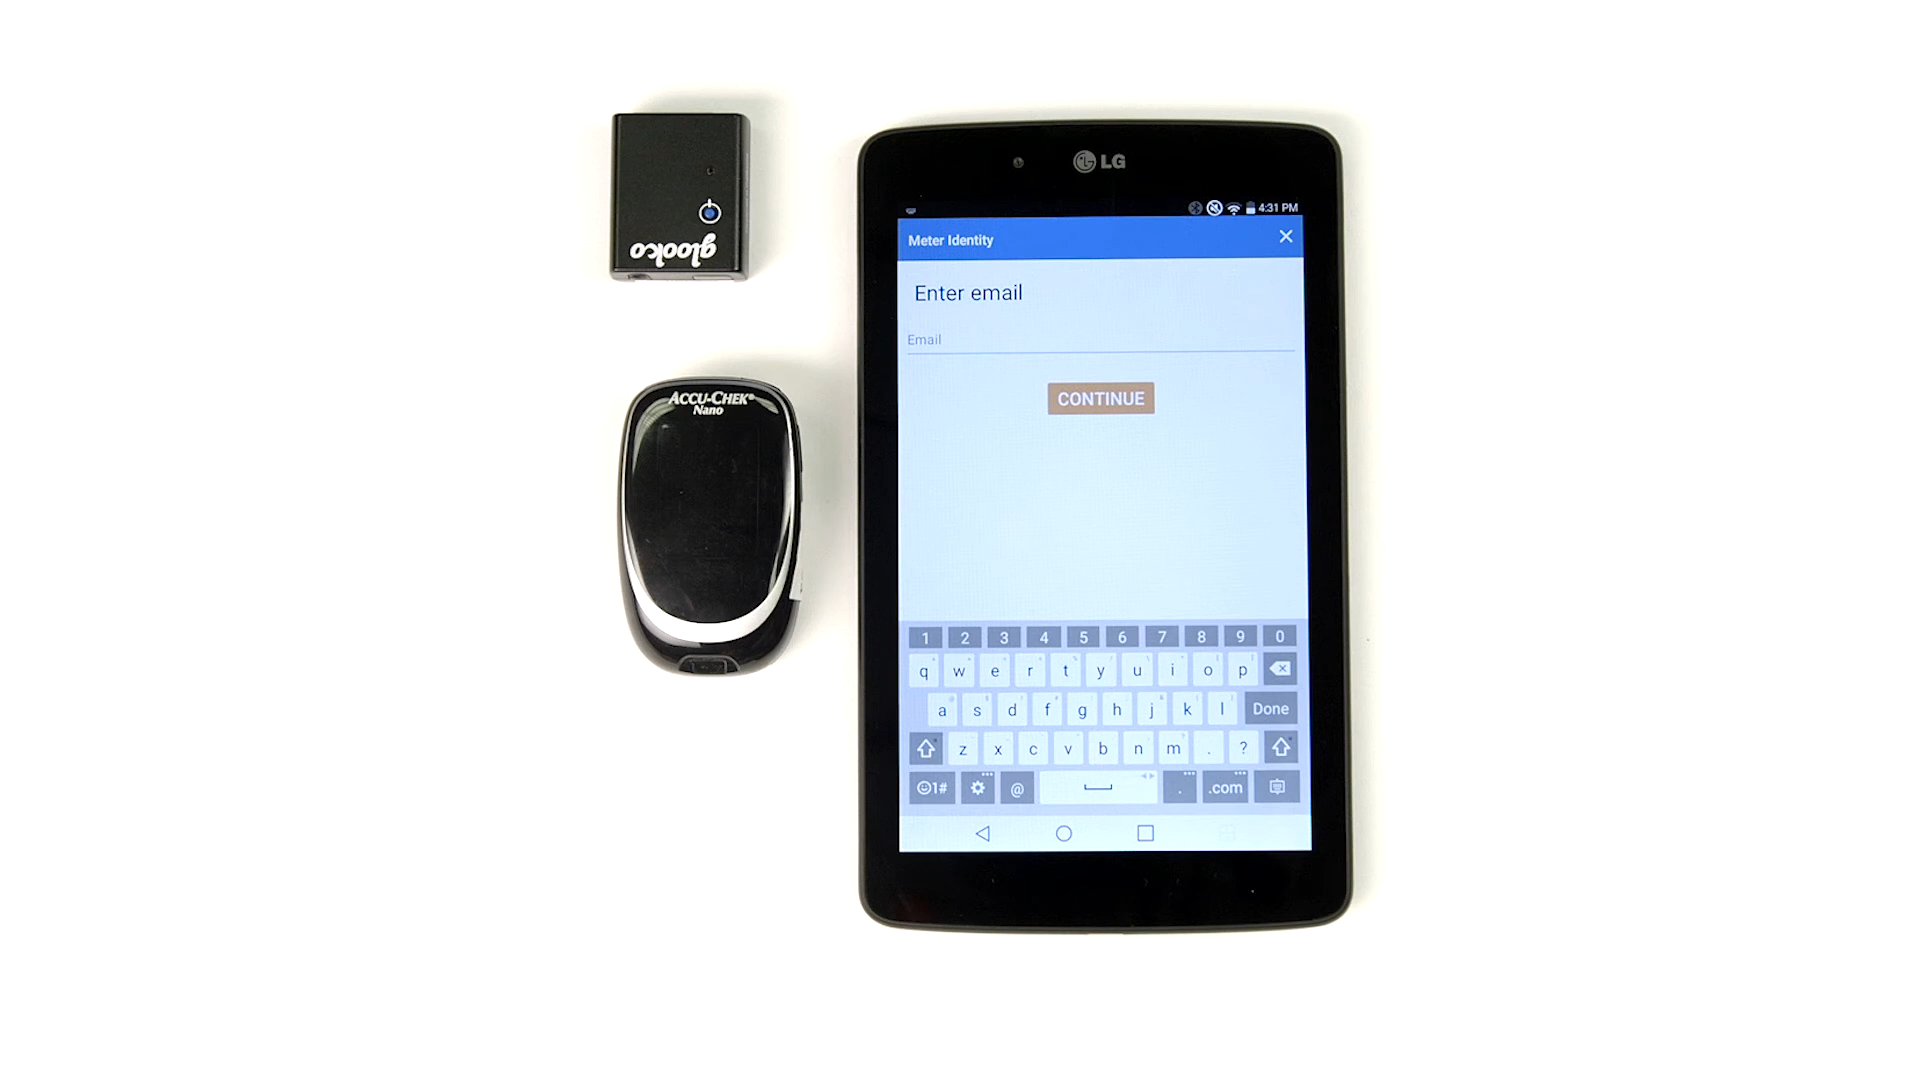 glooko
ACCU-CHEK®
Nano
LG
4:31 PM
Meter Identity
Enter email
Email
CONTINUE
1 2 3 4 5 6 7 8 9 0
q w e r t y u i o p
a s d f g h j k l Done
z x c v b n m . ?
1# @ . .com